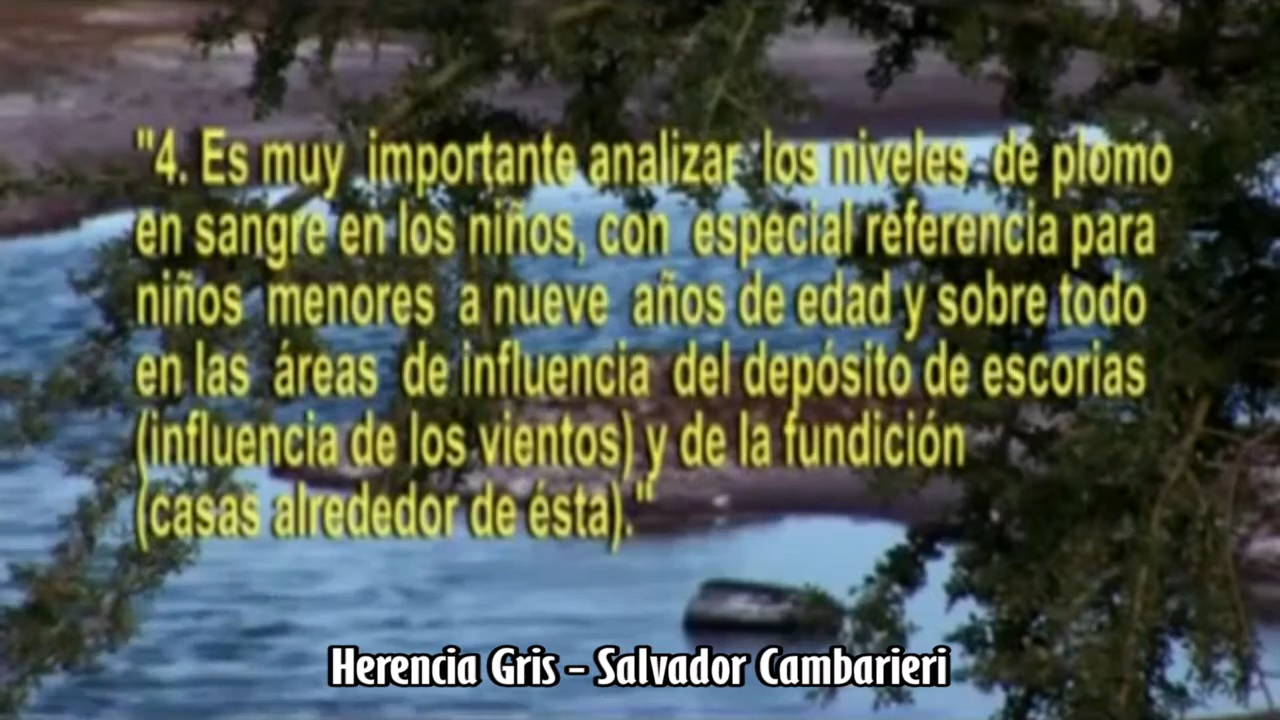 "4. Es muy importante analizar los niveles de plomo
en sangre en los niños, con especial referencia para
niños menores a nueve años de edad y sobre todo
en las áreas de influencia del depósito de escorias
(influencia de los vientos) y de la fundición
(casas alrededor de ésta)."
Herencia Gris - Salvador Cambarieri